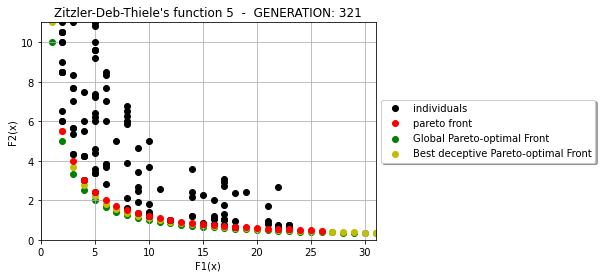 Zitzler-Deb-Thiele's function 5 - GENERATION: 321
F2(x)
10
8
6
4
2
0
0 5 10 15 20 25 30
F1(x)
individuals
pareto front
Global Pareto-optimal Front
Best deceptive Pareto-optimal Front